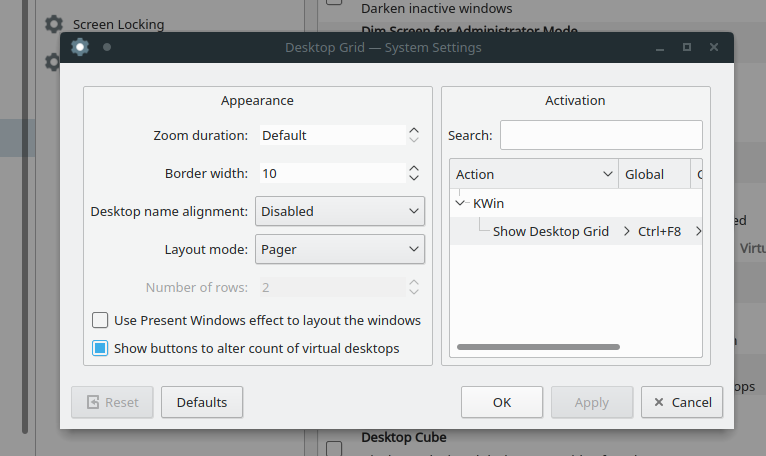 Darken inactive windows
Screen Locking
Dim Screen for Administrator Mode
Desktop Grid — System Settings
Appearance
Zoom duration: Default
Border width: 10
Desktop name alignment: Disabled
Layout mode: Pager
Number of rows: 2
Use Present Windows effect to layout the windows
Show buttons to alter count of virtual desktops
Activation
Search:
Action Global
KWin
Show Desktop Grid Ctrl+F8
Reset Defaults OK Apply Cancel
Desktop Cube